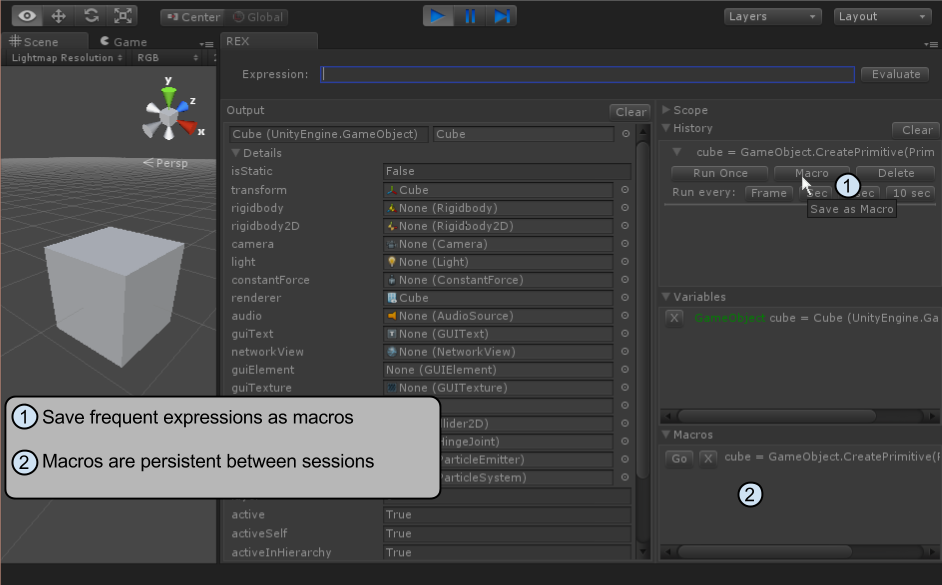 Center Global Layers Layout
Scene Game REX
Lightmap Resolution RGB
Expression: Evaluate
y
z
x
Persp
Output Clear
Cube (UnityEngine.GameObject) Cube
Details
isStatic False
transform Cube
rigidbody None (Rigidbody)
rigidbody2D None (Rigidbody2D)
camera None (Camera)
light None (Light)
constantForce None (ConstantForce)
renderer Cube
audio None (AudioSource)
guiText None (GUIText)
networkView None (NetworkView)
guiElement None (GUIElement)
guiTexture None (GUITexture)
llider2D)
HingeJoint)
ParticleEmitter)
ParticleSystem)
active True
activeSelf True
activeInHierarchy True
Scope
History Clear
cube = GameObject.CreatePrimitive(Prim
Run Once Macro Delete
Run every: Frame Sec sec 10 sec
1
Save as Macro
Variables
X GameObject cube = Cube (UnityEngine.Ga
Macros
Go X cube = GameObject.CreatePrimitive(P
2
1 Save frequent expressions as macros
2 Macros are persistent between sessions